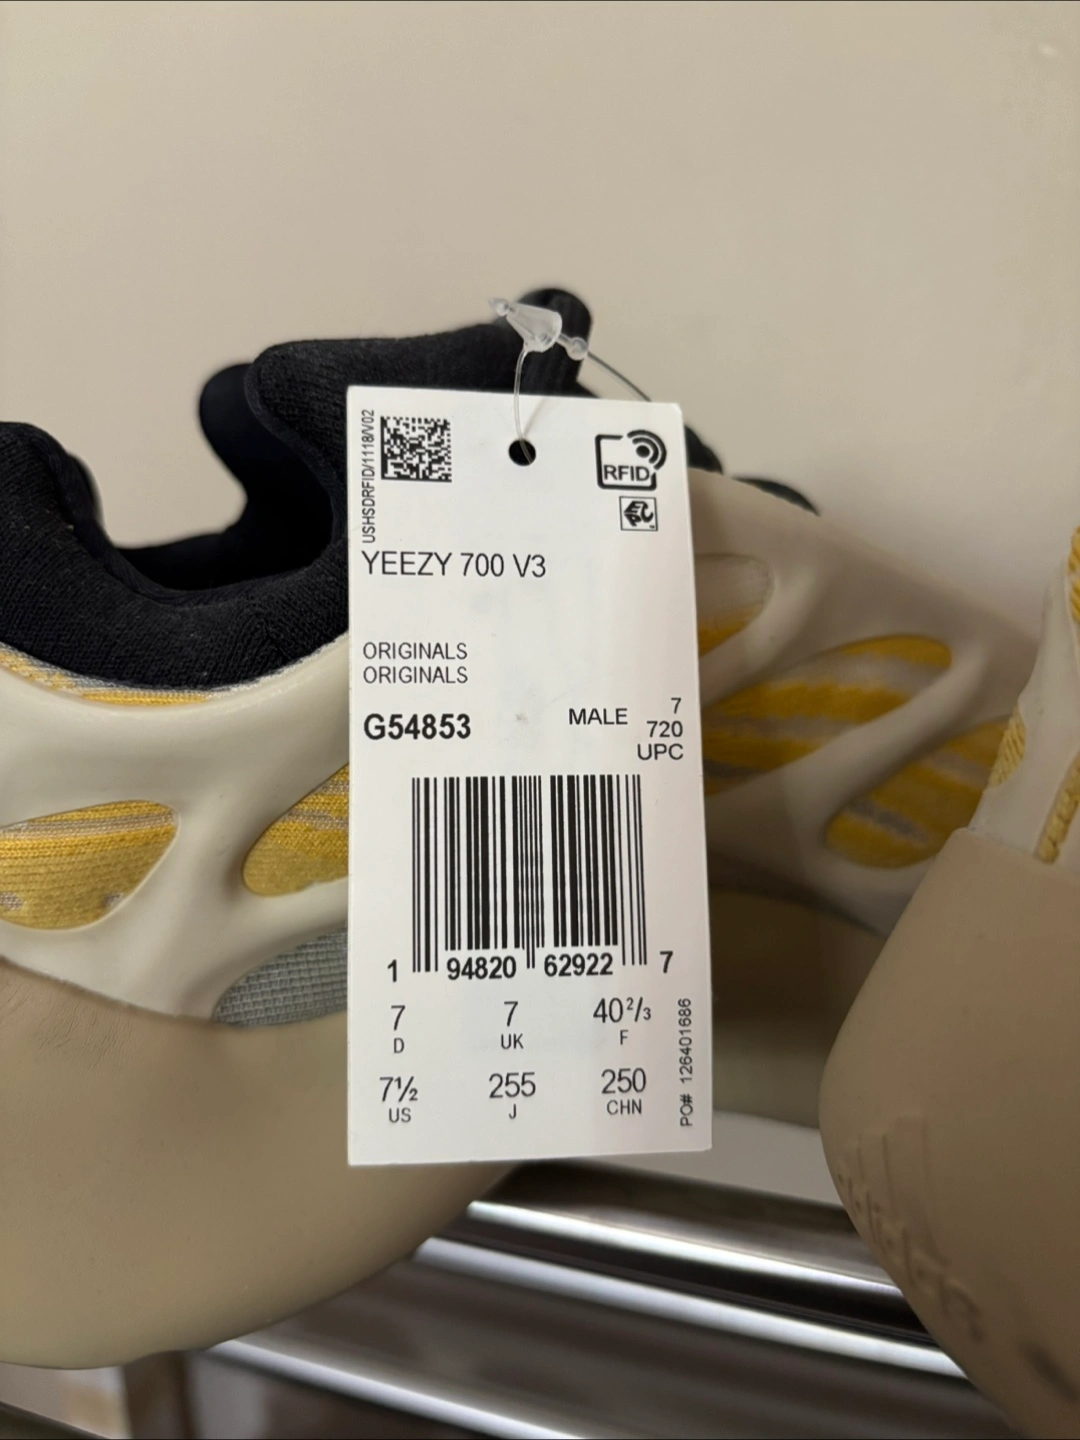 USHSDRFID/1118/V02
RFID
YEEZY 700 V3
ORIGINALS
ORIGINALS
G54853
MALE
7
720
UPC
1 94820 62922 7
7 7 40⅔
D UK F
7½ 255 250
US J CHN
PO# 126401686